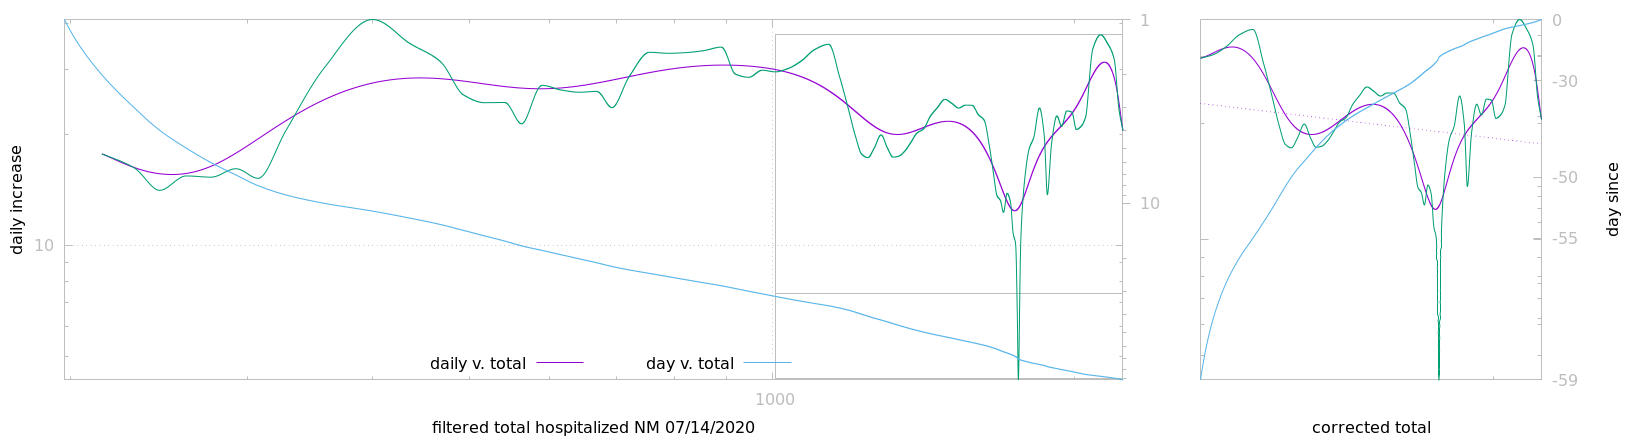 1
10
daily increase
10
daily v. total
day v. total
1000
filtered total hospitalized NM 07/14/2020
0
-30
-50
-55
-59
day since
corrected total